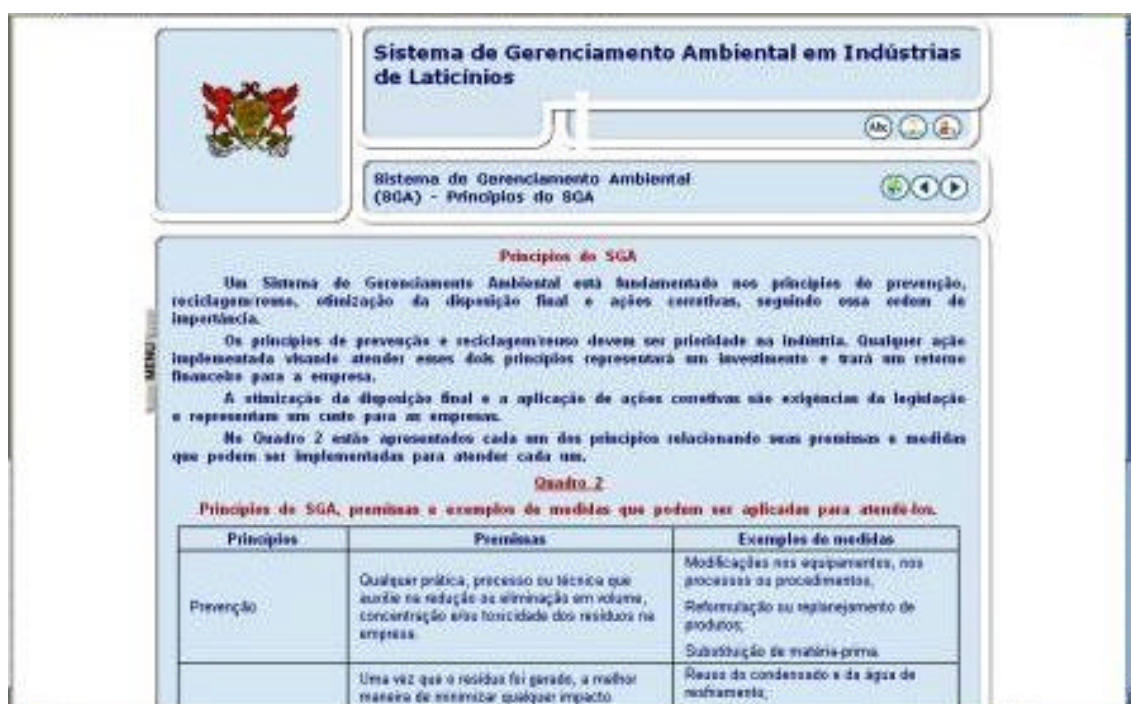 Sistema de Gerenciamento Ambiental em Indústrias
de Laticínios
Abc
Sistema de Gerenciamento Ambiental
(SGA) - Princípios do SGA
MENU
Princípios do SGA
Um Sistema de Gerenciamento Ambiental está fundamentado nos princípios de prevenção,
reciclagem/reuso, otimização da disposição final e ações corretivas, seguindo essa ordem de
importância.
Os princípios de prevenção e reciclagem/reuso devem ser prioridade na indústria. Qualquer ação
implementada visando atender esses dois princípios representará um investimento e trará um retorno
financeiro para a empresa.
A otimização da disposição final e a aplicação de ações corretivas são exigências da legislação
e representam um custo para as empresas.
No Quadro 2 estão apresentados cada um dos princípios relacionando suas premissas e medidas
que podem ser implementadas para atender cada um.
Quadro 2
Princípios do SGA, premissas e exemplos de medidas que podem ser aplicadas para atendê-los.
Princípios
Premissas
Exemplos de medidas
Prevenção
Qualquer prática, processo ou técnica que
auxilie na redução ou eliminação em volume,
concentração e/ou toxicidade dos resíduos na
empresa.
Modificações nos equipamentos, nos
processos ou procedimentos;
Reformulação ou replanejamento de
produtos;
Substituição de matéria-prima.
Uma vez que o resíduo foi gerado, a melhor
maneira de minimizar qualquer impacto
Reuso do condensado e da água de
resfriamento;